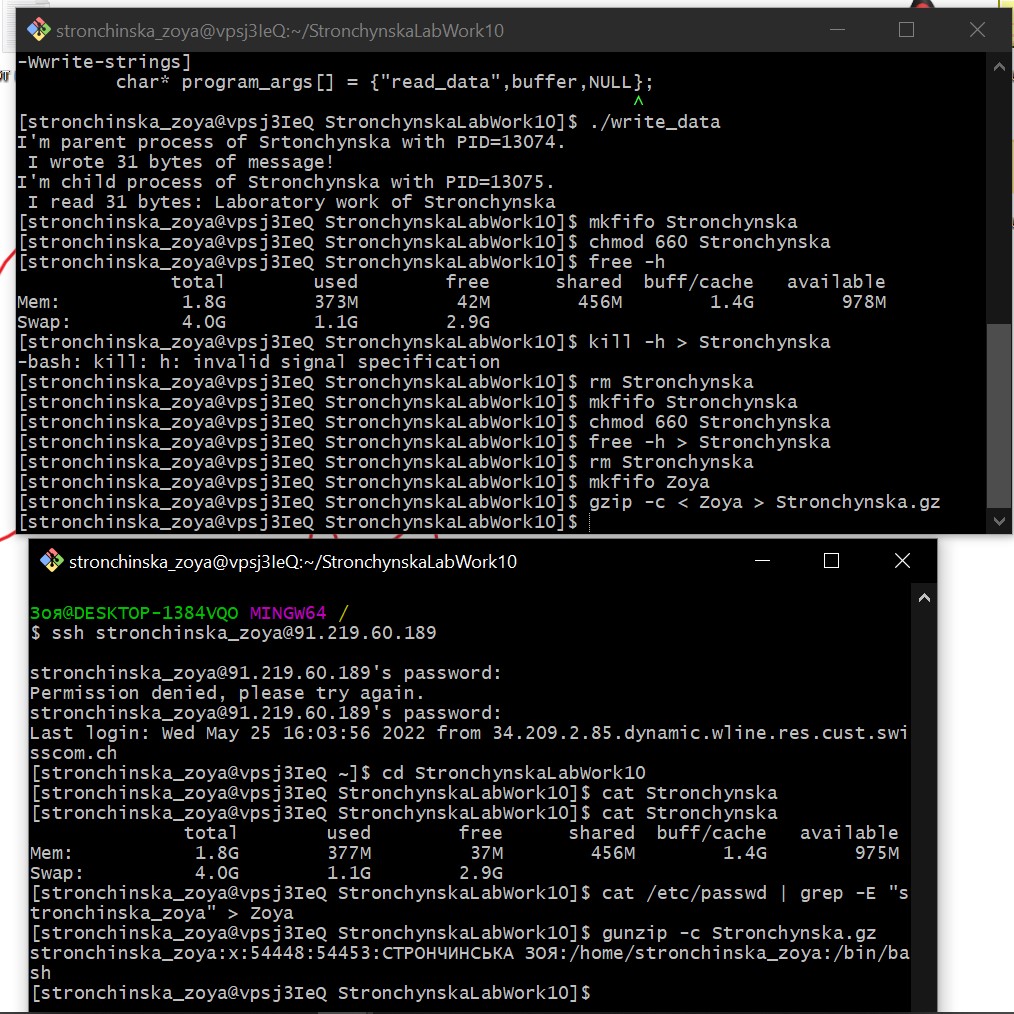 stronchinska_zoya@vpsj3IeQ:~/StronchynskaLabWork10
-Wwrite-strings]
char* program_args[] = {"read_data",buffer,NULL};
^
[stronchinska_zoya@vpsj3IeQ StronchynskaLabWork10]$ ./write_data
I'm parent process of Srtonchynska with PID=13074.
I wrote 31 bytes of message!
I'm child process of Stronchynska with PID=13075.
I read 31 bytes: Laboratory work of Stronchynska
[stronchinska_zoya@vpsj3IeQ StronchynskaLabWork10]$ mkfifo Stronchynska
[stronchinska_zoya@vpsj3IeQ StronchynskaLabWork10]$ chmod 660 Stronchynska
[stronchinska_zoya@vpsj3IeQ StronchynskaLabWork10]$ free -h
total used free shared buff/cache available
Mem: 1.8G 373M 42M 456M 1.4G 978M
Swap: 4.0G 1.1G 2.9G
[stronchinska_zoya@vpsj3IeQ StronchynskaLabWork10]$ kill -h > Stronchynska
-bash: kill: h: invalid signal specification
[stronchinska_zoya@vpsj3IeQ StronchynskaLabWork10]$ rm Stronchynska
[stronchinska_zoya@vpsj3IeQ StronchynskaLabWork10]$ mkfifo Stronchynska
[stronchinska_zoya@vpsj3IeQ StronchynskaLabWork10]$ chmod 660 Stronchynska
[stronchinska_zoya@vpsj3IeQ StronchynskaLabWork10]$ free -h > Stronchynska
[stronchinska_zoya@vpsj3IeQ StronchynskaLabWork10]$ rm Stronchynska
[stronchinska_zoya@vpsj3IeQ StronchynskaLabWork10]$ mkfifo Zoya
[stronchinska_zoya@vpsj3IeQ StronchynskaLabWork10]$ gzip -c < Zoya > Stronchynska.gz
[stronchinska_zoya@vpsj3IeQ StronchynskaLabWork10]$
stronchinska_zoya@vpsj3IeQ:~/StronchynskaLabWork10
Зоя@DESKTOP-1384VQO MINGW64 /
$ ssh stronchinska_zoya@91.219.60.189
stronchinska_zoya@91.219.60.189's password:
Permission denied, please try again.
stronchinska_zoya@91.219.60.189's password:
Last login: Wed May 25 16:03:56 2022 from 34.209.2.85.dynamic.wline.res.cust.swi
sscom.ch
[stronchinska_zoya@vpsj3IeQ ~]$ cd StronchynskaLabWork10
[stronchinska_zoya@vpsj3IeQ StronchynskaLabWork10]$ cat Stronchynska
[stronchinska_zoya@vpsj3IeQ StronchynskaLabWork10]$ cat Stronchynska
total used free shared buff/cache available
Mem: 1.8G 377M 37M 456M 1.4G 975M
Swap: 4.0G 1.1G 2.9G
[stronchinska_zoya@vpsj3IeQ StronchynskaLabWork10]$ cat /etc/passwd | grep -E "s
tronchinska_zoya" > Zoya
[stronchinska_zoya@vpsj3IeQ StronchynskaLabWork10]$ gunzip -c Stronchynska.gz
stronchinska_zoya:x:54448:54453:СТРОНЧИНСЬКА ЗОЯ:/home/stronchinska_zoya:/bin/ba
sh
[stronchinska_zoya@vpsj3IeQ StronchynskaLabWork10]$